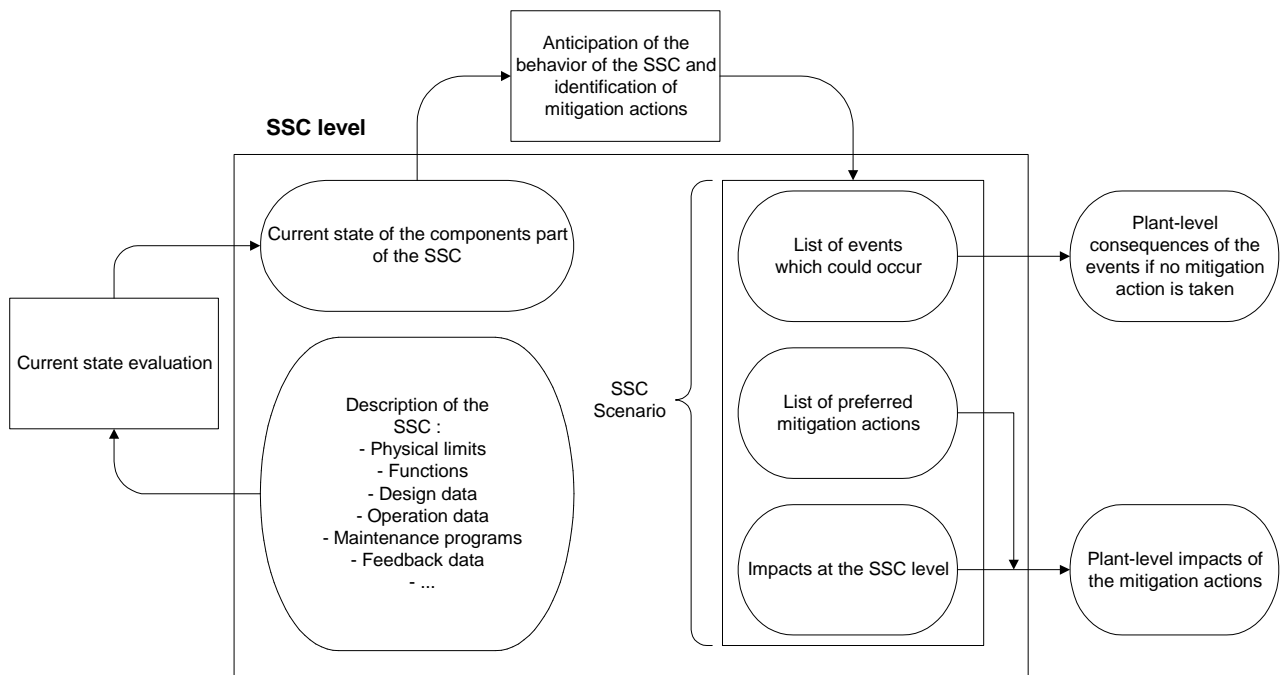 Anticipation of the
behavior of the SSC and
identification of
mitigation actions
SSC level
Current state of the components part
of the SSC
List of events
which could occur
Plant-level
consequences of the
events if no mitigation
action is taken
Current state evaluation
Description of the
SSC :
- Physical limits
- Functions
- Design data
- Operation data
- Maintenance programs
- Feedback data
- ...
SSC
Scenario
List of preferred
mitigation actions
Impacts at the SSC level
Plant-level impacts of
the mitigation actions